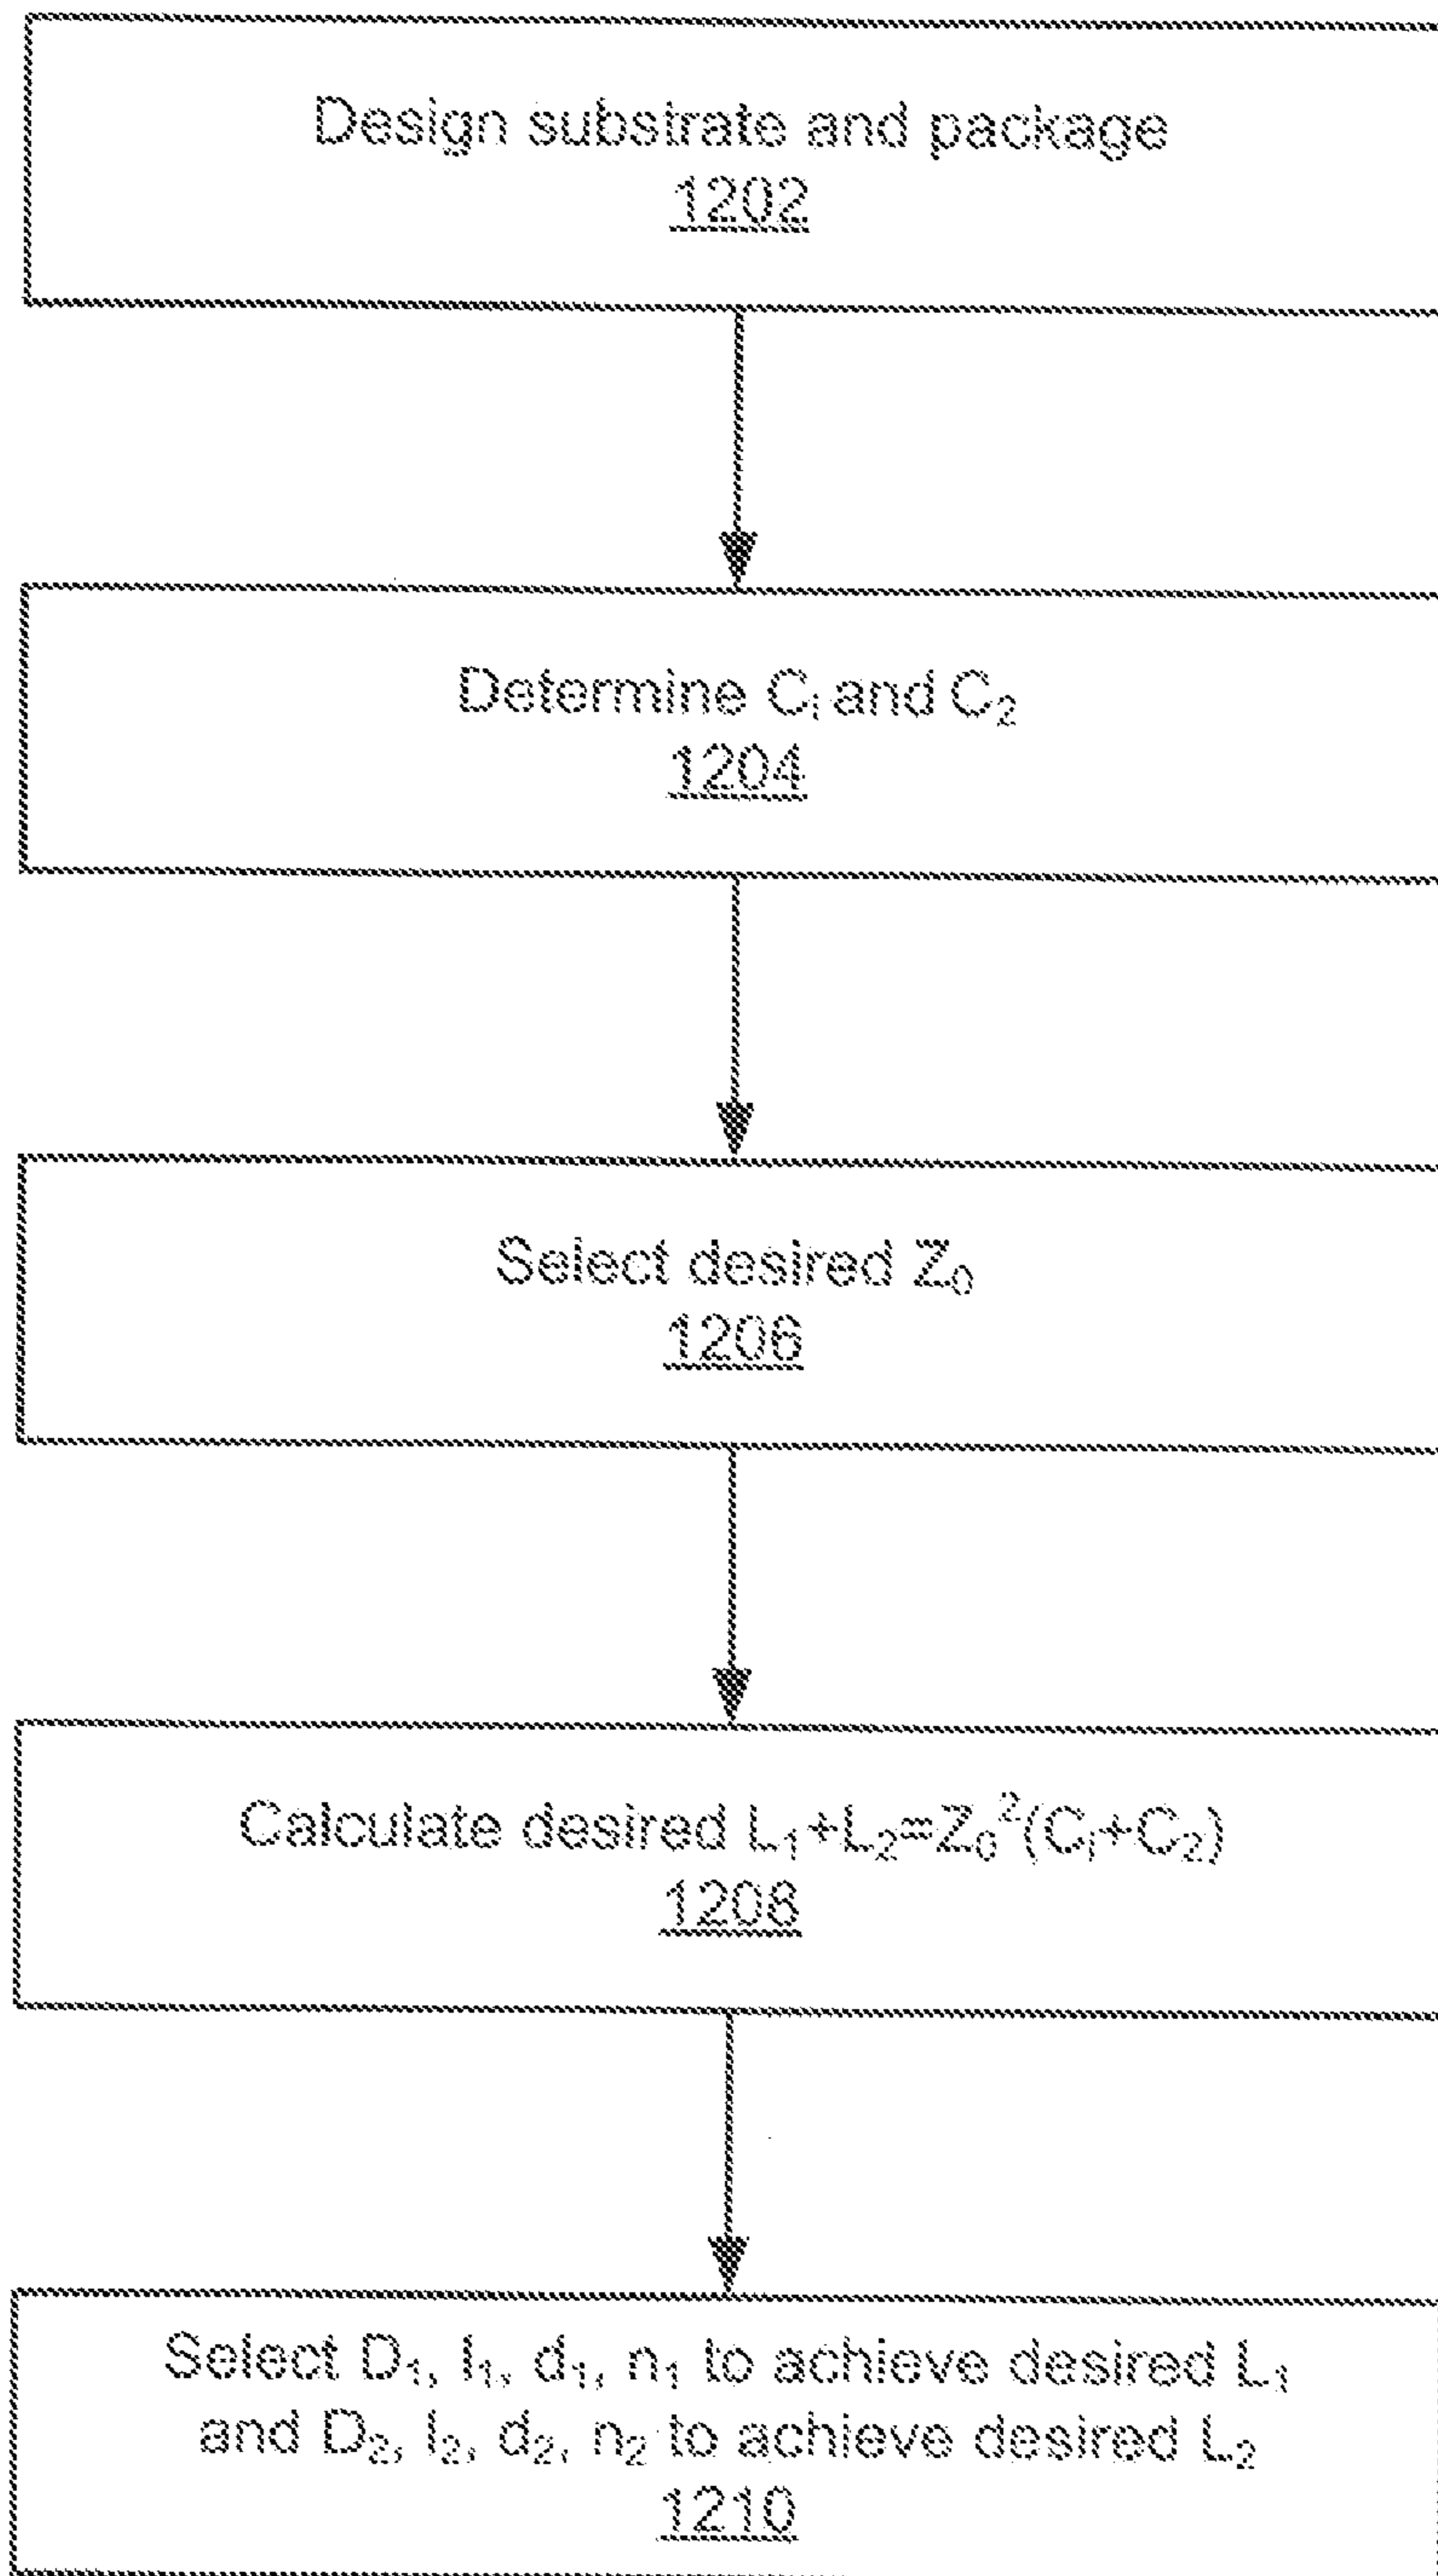 Design substrate and package
1202
Determine Cᵢ and C₂
1204
Select desired Z₀
1206
Calculate desired L₁+L₂=Z₀²(Cᵢ+C₂)
1208
Select D₁, l₁, d₁, n₁ to achieve desired L₁
and D₂, l₂, d₂, n₂ to achieve desired L₂
1210